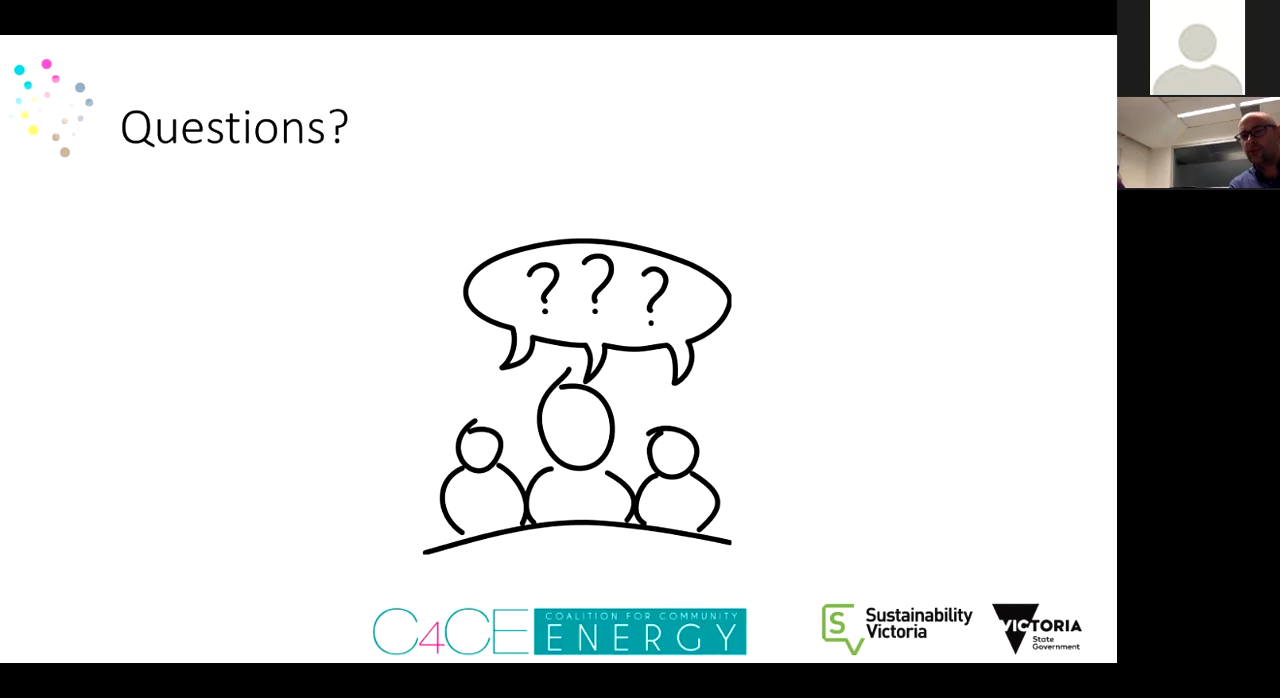 Questions?
? ? ?
C4CE
COALITION FOR COMMUNITY
ENERGY
S
Sustainability
Victoria
VICTORIA
State
Government